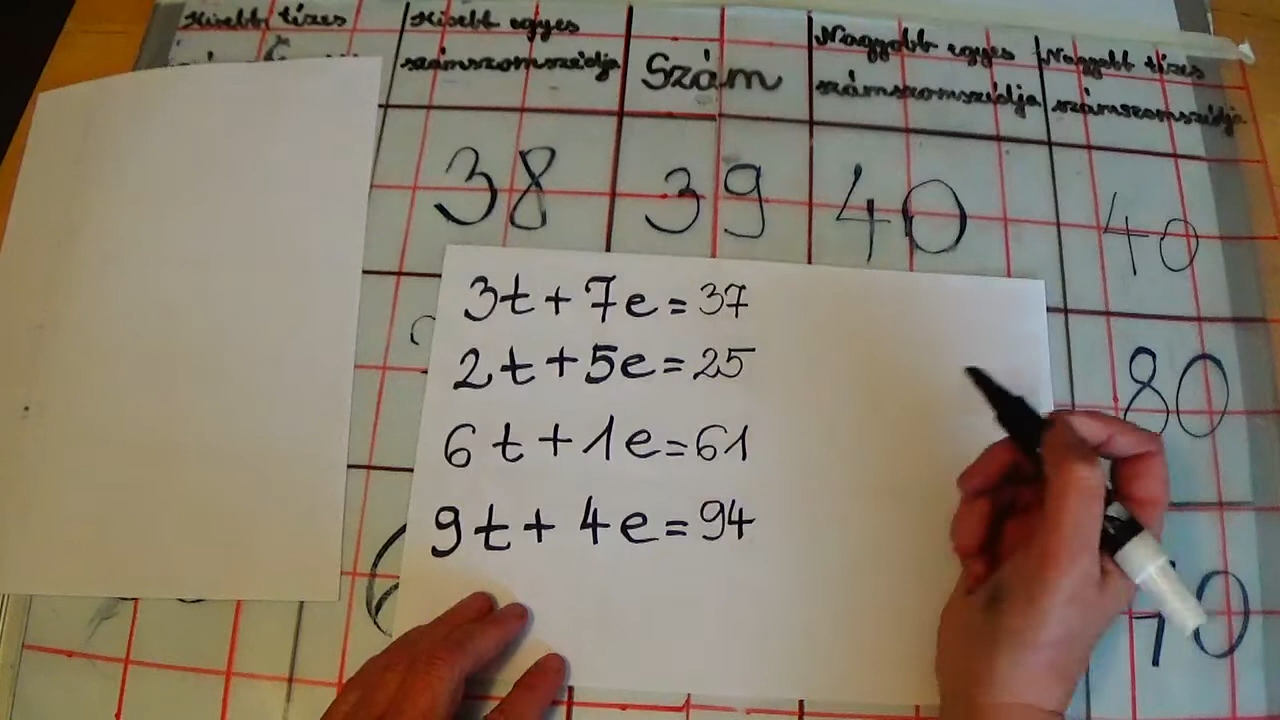 Kisebb tízes
Kisebb egyes
számszomszédja
Szám
Nagyobb egyes
számszomszédja
Nagyobb tízes
számszomszédja
38 39 40 40
3t+7e=37
2t+5e=25
6t+1e=61
9t+4e=94
80